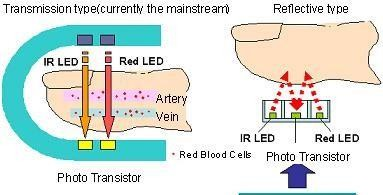 Transmission type(currently the mainstream)
IR LED
Red LED
Artery
Vein
• Red Blood Cells
Photo Transistor
Reflective type
IR LED
Red LED
Photo Transistor